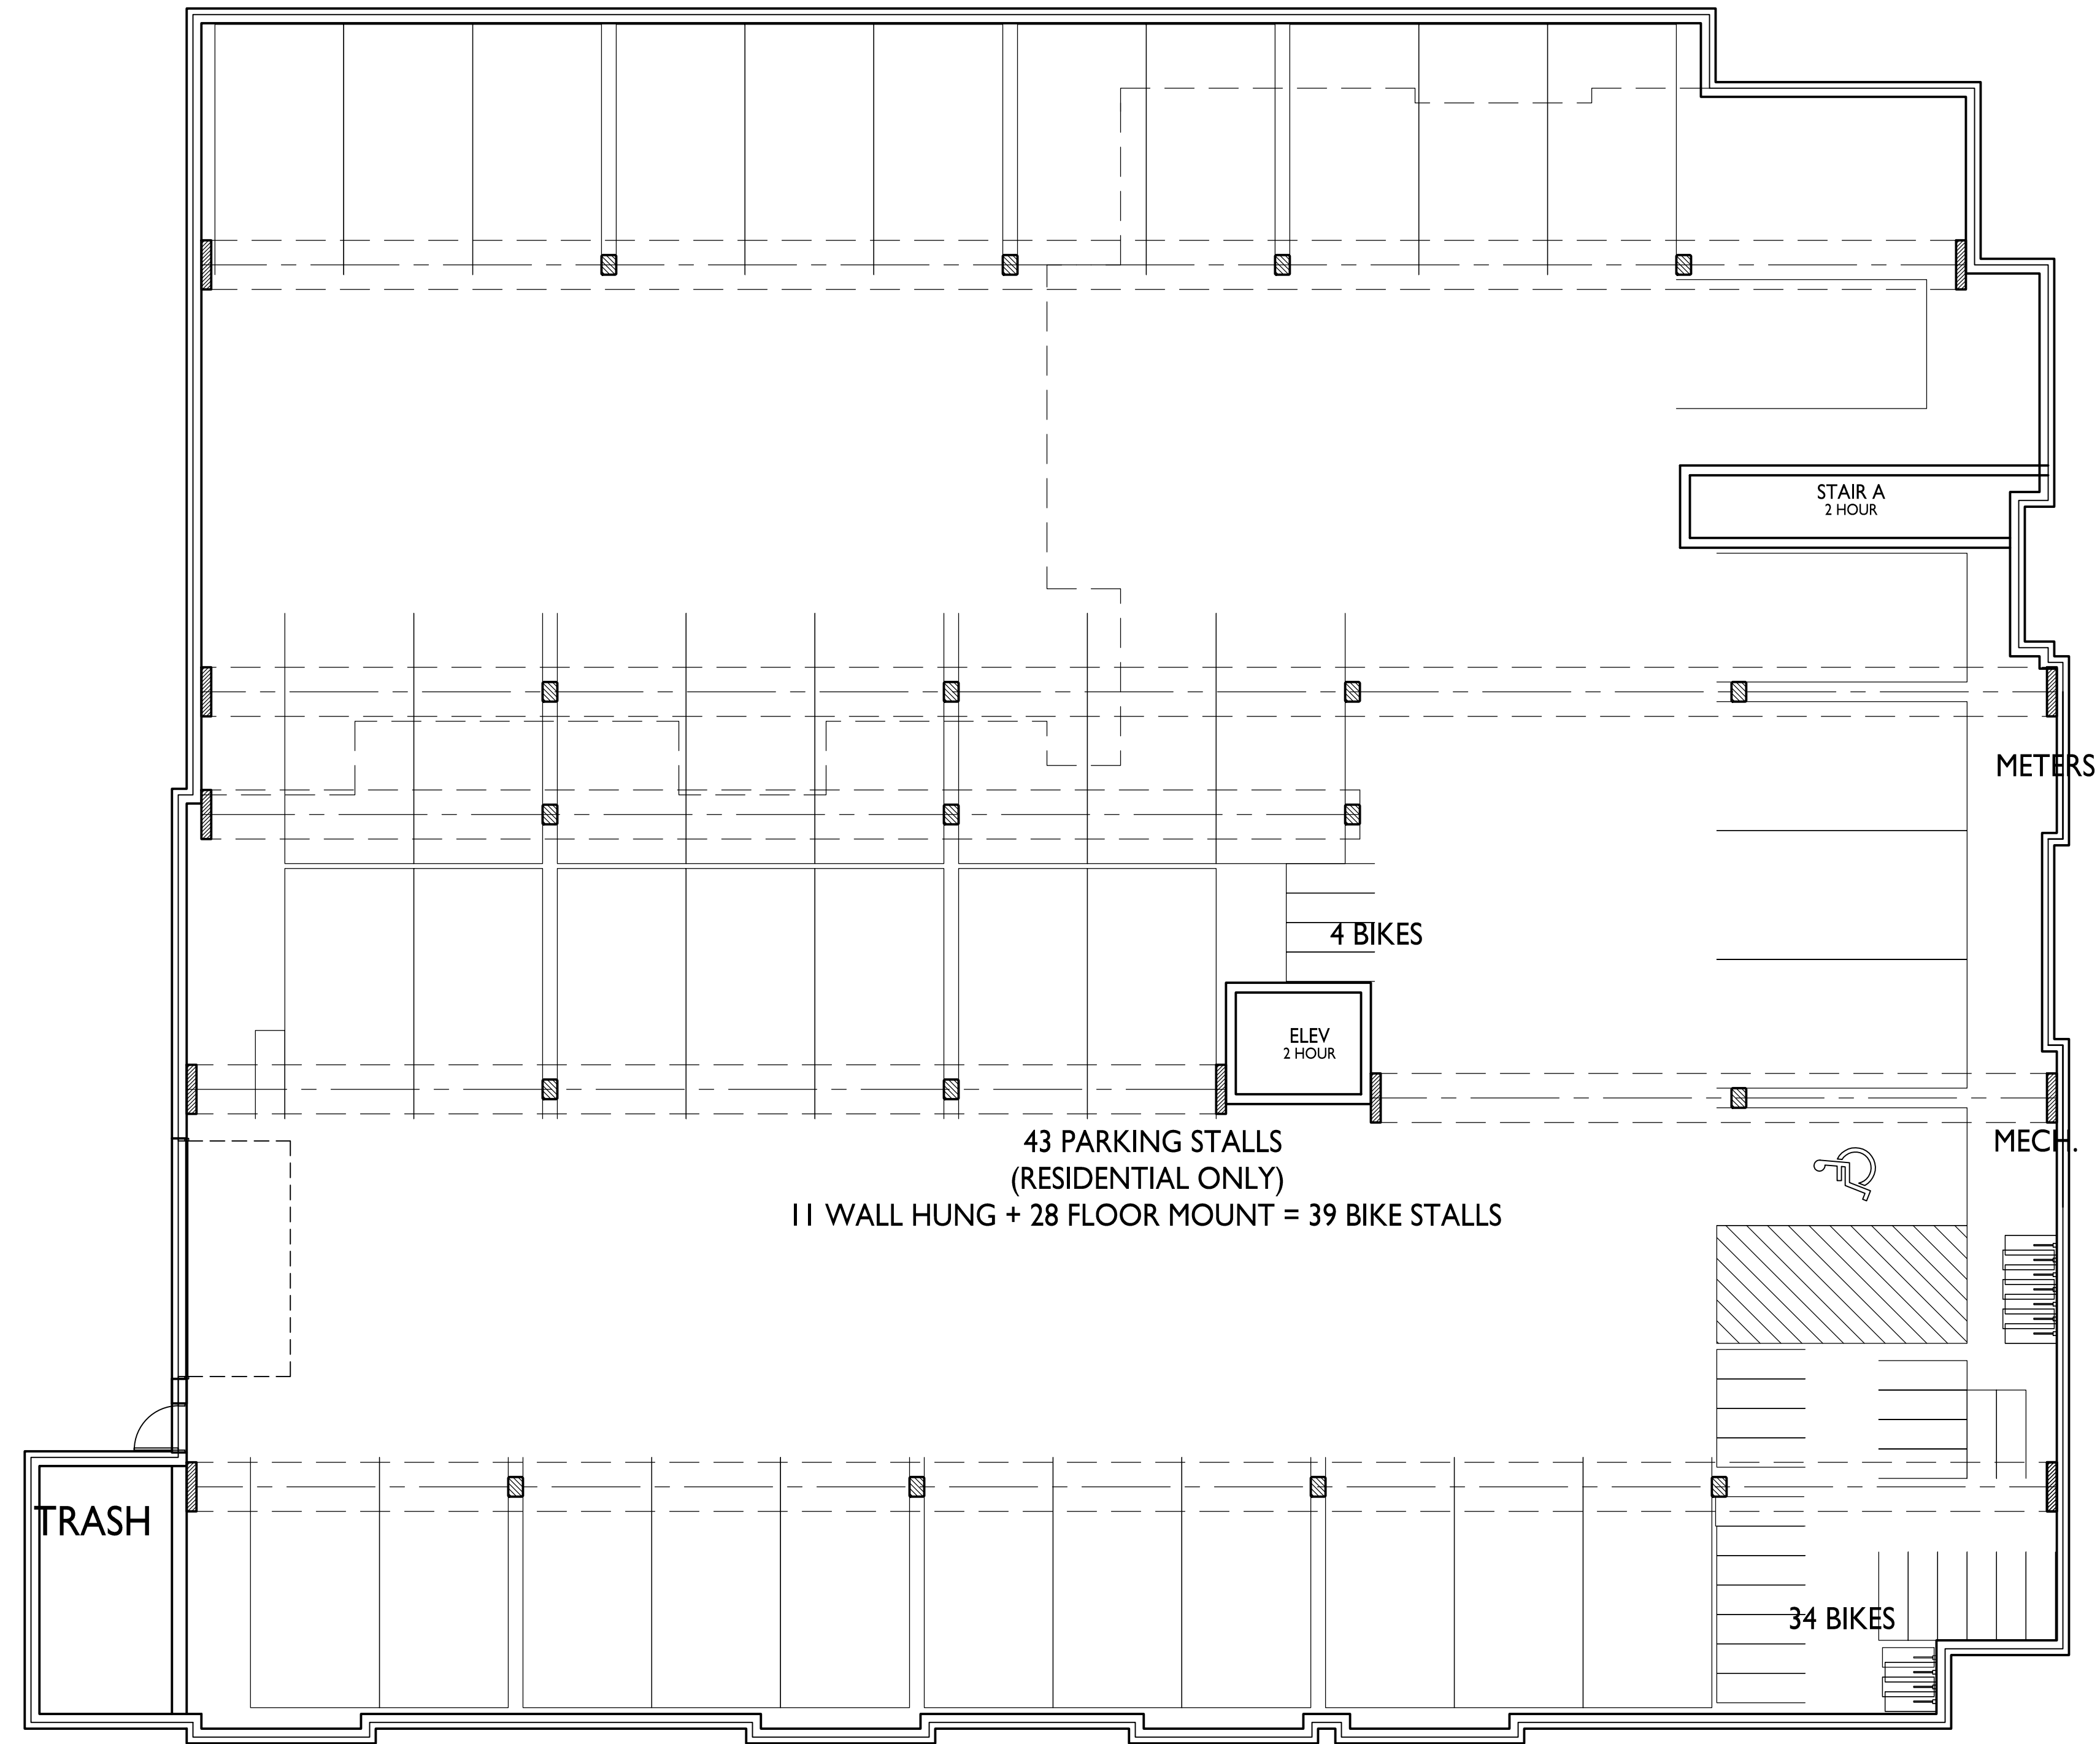 STAIR A
2 HOUR
METERS
4 BIKES
ELEV
2 HOUR
43 PARKING STALLS
(RESIDENTIAL ONLY)
11 WALL HUNG + 28 FLOOR MOUNT = 39 BIKE STALLS
MECH.
TRASH
34 BIKES